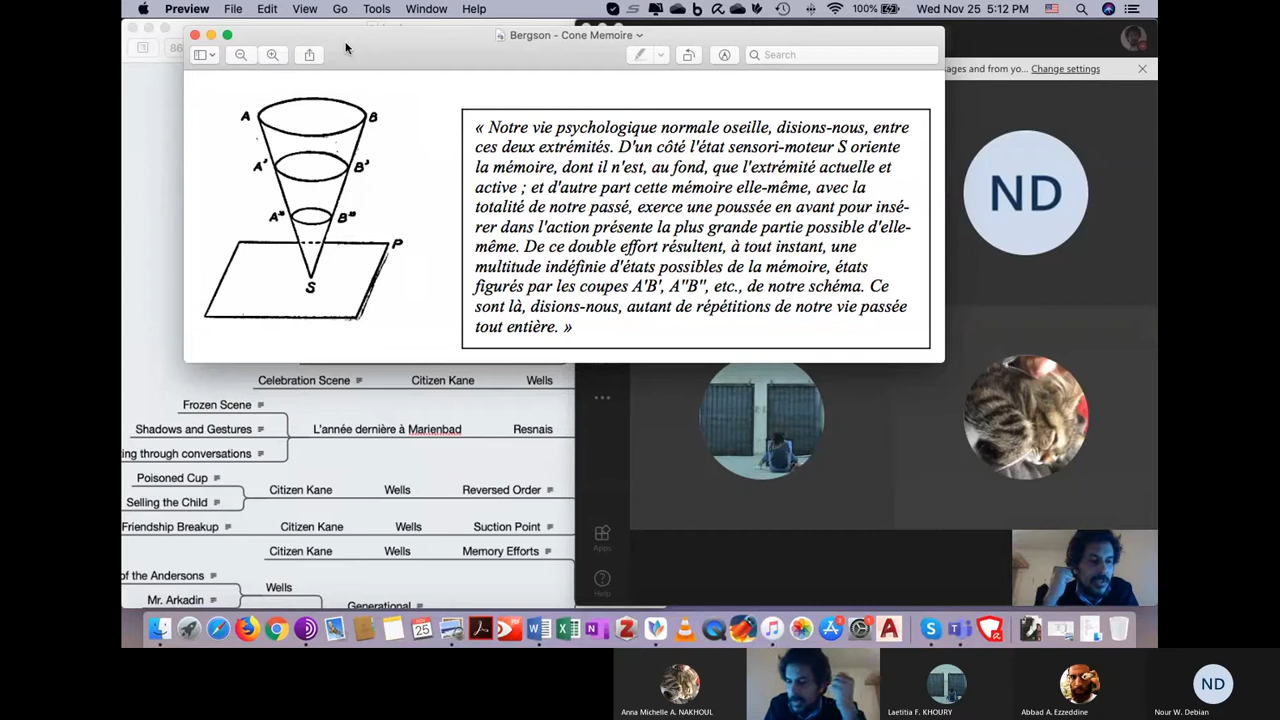 Preview File Edit View Go Tools Window Help
100% Wed Nov 25 5:12 PM
Bergson - Cone Memoire
Search
86
ages and from yo... Change settings
A B
A' B'
A" B"
P
S
« Notre vie psychologique normale oseille, disions-nous, entre
ces deux extrémités. D'un côté l'état sensori-moteur S oriente
la mémoire, dont il n'est, au fond, que l'extrémité actuelle et
active ; et d'autre part cette mémoire elle-même, avec la
totalité de notre passé, exerce une poussée en avant pour insé-
rer dans l'action présente la plus grande partie possible d'elle-
même. De ce double effort résultent, à tout instant, une
multitude indéfinie d'états possibles de la mémoire, états
figurés par les coupes A'B', A"B", etc., de notre schéma. Ce
sont là, disions-nous, autant de répétitions de notre vie passée
tout entière. »
ND
Celebration Scene Citizen Kane Wells
Frozen Scene
Shadows and Gestures L'année dernière à Marienbad Resnais
ing through conversations
Poisoned Cup
Citizen Kane Wells Reversed Order
Selling the Child
Friendship Breakup Citizen Kane Wells Suction Point
Citizen Kane Wells Memory Efforts
of the Andersons
Wells
Mr. Arkadin
Generational
Apps
Help
25
ND
Anna Michelle A. NAKHOUL Laetitia F. KHOURY Abbad A. Ezzeddine Nour W. Debian